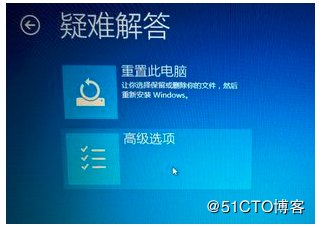 疑难解答
重置此电脑
让你选择保留或删除你的文件，然后
重新安装 Windows。
高级选项
@51CTO博客